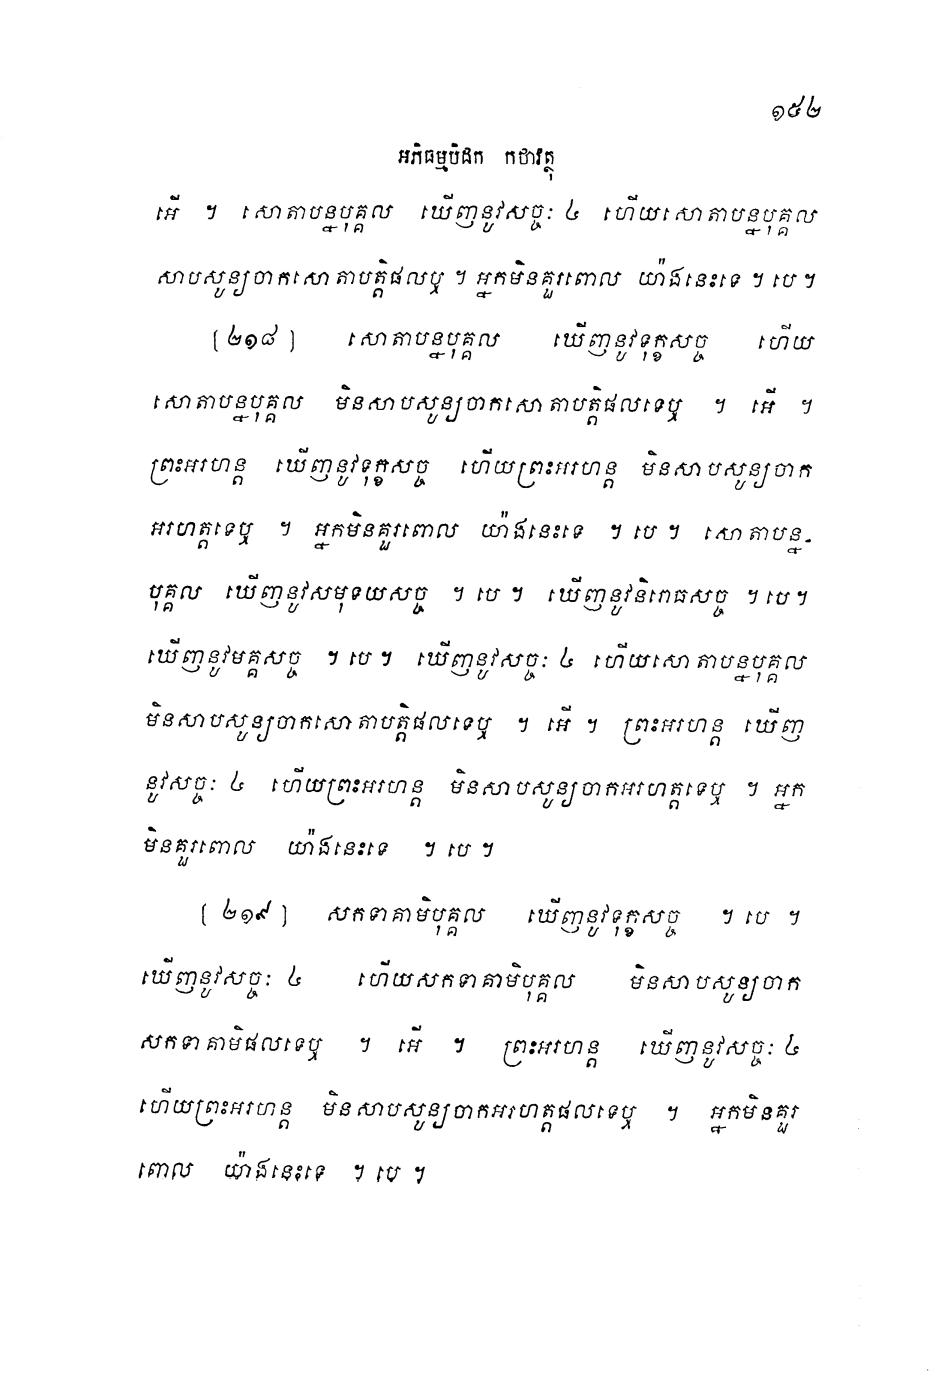 ១៥២
អភិធម្មបិដក កថាវត្ថុ
អើ ។ សោតាបន្នបុគ្គល ឃើញនូវសច្ចៈ ៤ ហើយសោតាបន្នបុគ្គល
សាបសូន្យចាកសោតាបត្តិផលឬ ។ អ្នកមិនគួរពោល យ៉ាងនេះទេ ។ បេ ។
[២១៨] សោតាបន្នបុគ្គល ឃើញនូវទុក្ខសច្ច ហើយ
សោតាបន្នបុគ្គល មិនសាបសូន្យចាកសោតាបត្តិផលទេឬ ។ អើ ។
ព្រះអរហន្ត ឃើញនូវទុក្ខសច្ច ហើយព្រះអរហន្ត មិនសាបសូន្យចាក
អរហត្តទេឬ ។ អ្នកមិនគួរពោល យ៉ាងនេះទេ ។ បេ ។ សោតាបន្ន-
បុគ្គល ឃើញនូវសមុទយសច្ច ។ បេ ។ ឃើញនូវនិរោធសច្ច ។ បេ ។
ឃើញនូវមគ្គសច្ច ។ បេ ។ ឃើញនូវសច្ចៈ ៤ ហើយសោតាបន្នបុគ្គល
មិនសាបសូន្យចាកសោតាបត្តិផលទេឬ ។ អើ ។ ព្រះអរហន្ត ឃើញ
នូវសច្ចៈ ៤ ហើយព្រះអរហន្ត មិនសាបសូន្យចាកអរហត្តទេឬ ។ អ្នក
មិនគួរពោល យ៉ាងនេះទេ ។ បេ ។
[២១៩] សកទាគាមិបុគ្គល ឃើញនូវទុក្ខសច្ច ។ បេ ។
ឃើញនូវសច្ចៈ ៤ ហើយសកទាគាមិបុគ្គល មិនសាបសូន្យចាក
សកទាគាមិផលទេឬ ។ អើ ។ ព្រះអរហន្ត ឃើញនូវសច្ចៈ ៤
ហើយព្រះអរហន្ត មិនសាបសូន្យចាកអរហត្តផលទេឬ ។ អ្នកមិនគួរ
ពោល យ៉ាងនេះទេ ។ បេ ។